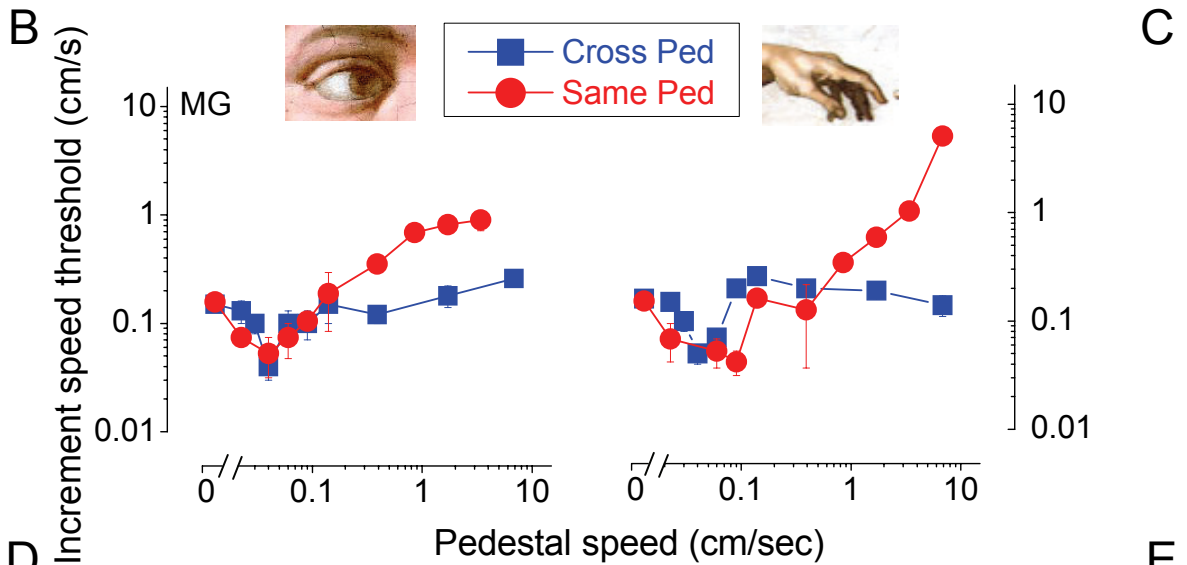 B
C
Cross Ped
Same Ped
MG
Increment speed threshold (cm/s)
10
1
0.1
0.01
10
1
0.1
0.01
0 0.1 1 10
0 0.1 1 10
Pedestal speed (cm/sec)
D
E